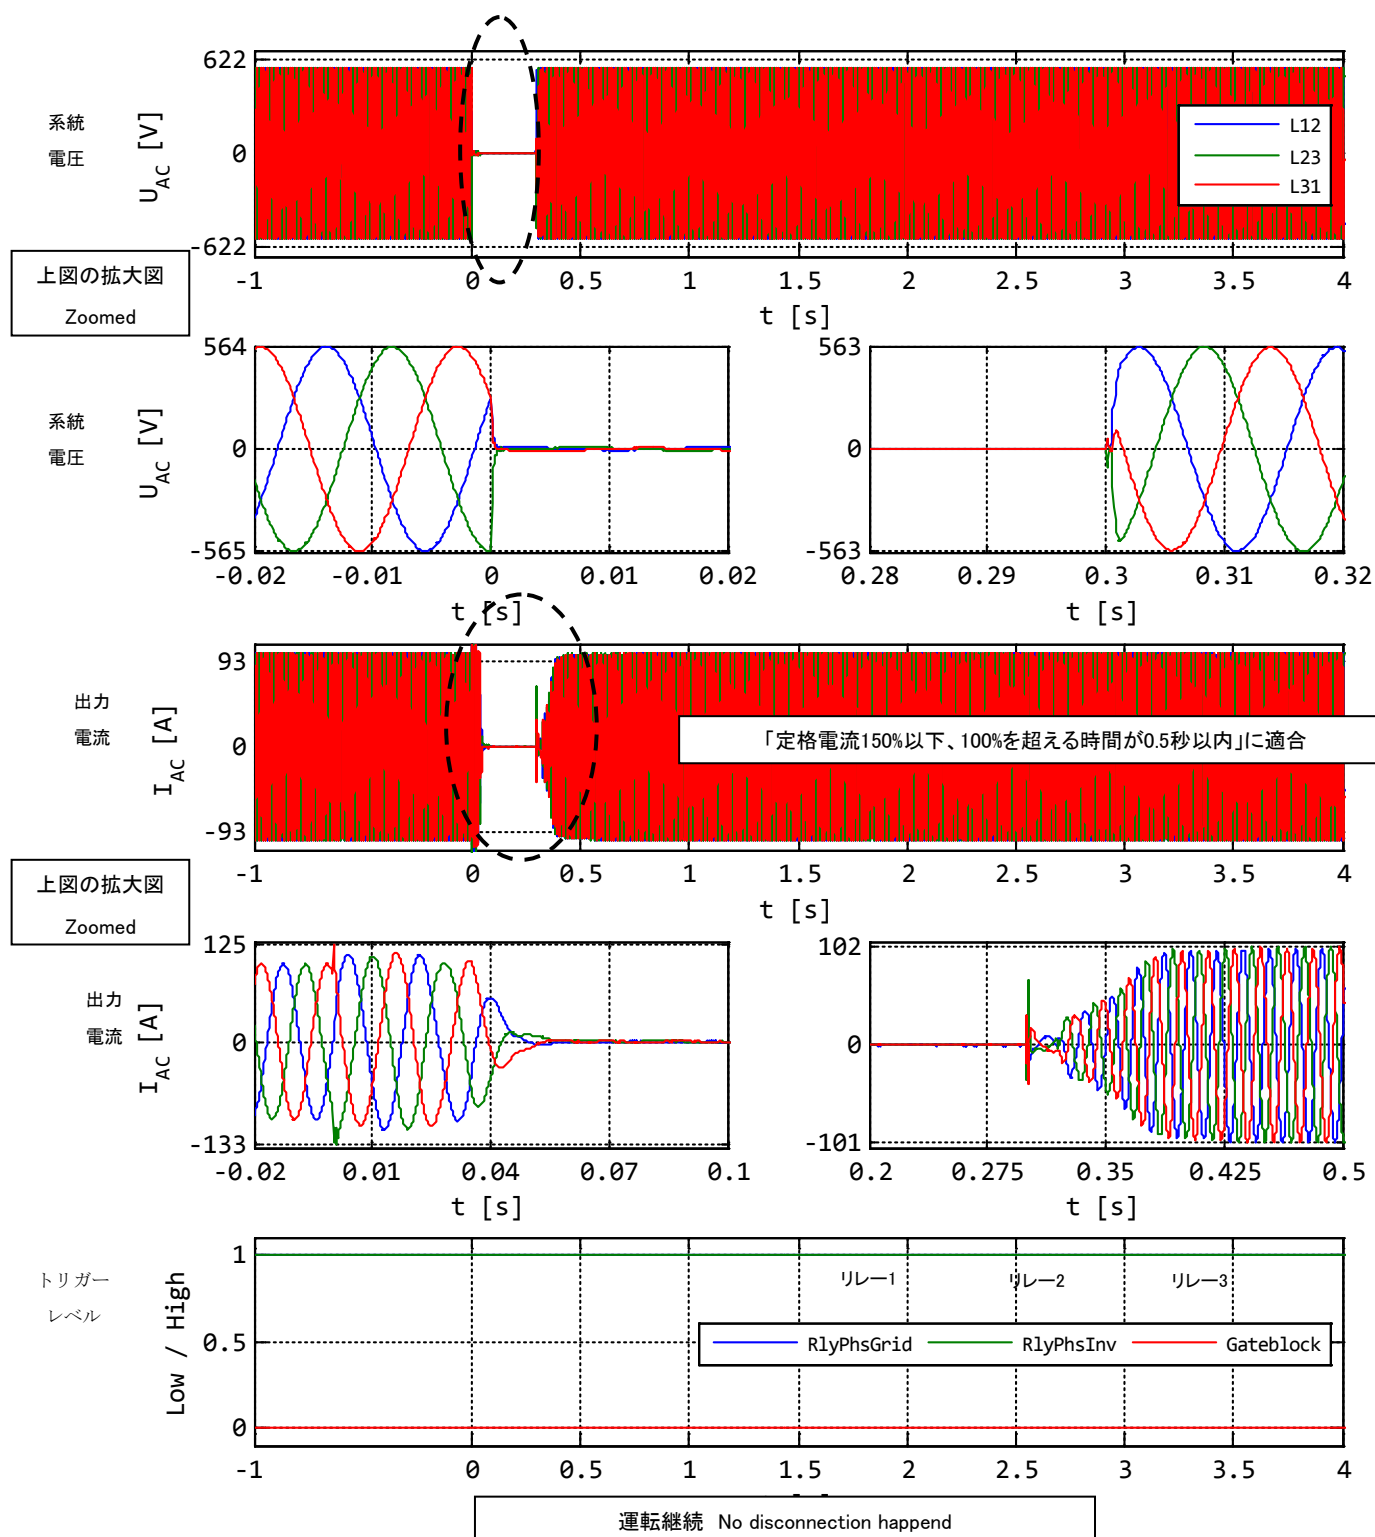 622
0
-622
系統
電圧
U_AC [V]
L12
L23
L31
-1 0 0.5 1 1.5 2 2.5 3 3.5 4
t [s]
上図の拡大図
Zoomed
564
0
-565
系統
電圧
U_AC [V]
-0.02 -0.01 0 0.01 0.02
t [s]
563
0
-563
0.28 0.29 0.3 0.31 0.32
t [s]
93
0
-93
出力
電流
I_AC [A]
「定格電流150%以下、100%を超える時間が0.5秒以内」に適合
-1 0 0.5 1 1.5 2 2.5 3 3.5 4
t [s]
上図の拡大図
Zoomed
125
0
-133
出力
電流
I_AC [A]
-0.02 0.01 0.04 0.07 0.1
t [s]
102
0
-101
0.2 0.275 0.35 0.425 0.5
t [s]
1
0.5
0
トリガー
レベル
Low / High
リレー1 リレー2 リレー3
RlyPhsGrid RlyPhsInv Gateblock
-1 0 0.5 1 1.5 2 2.5 3 3.5 4
運転継続 No disconnection happend